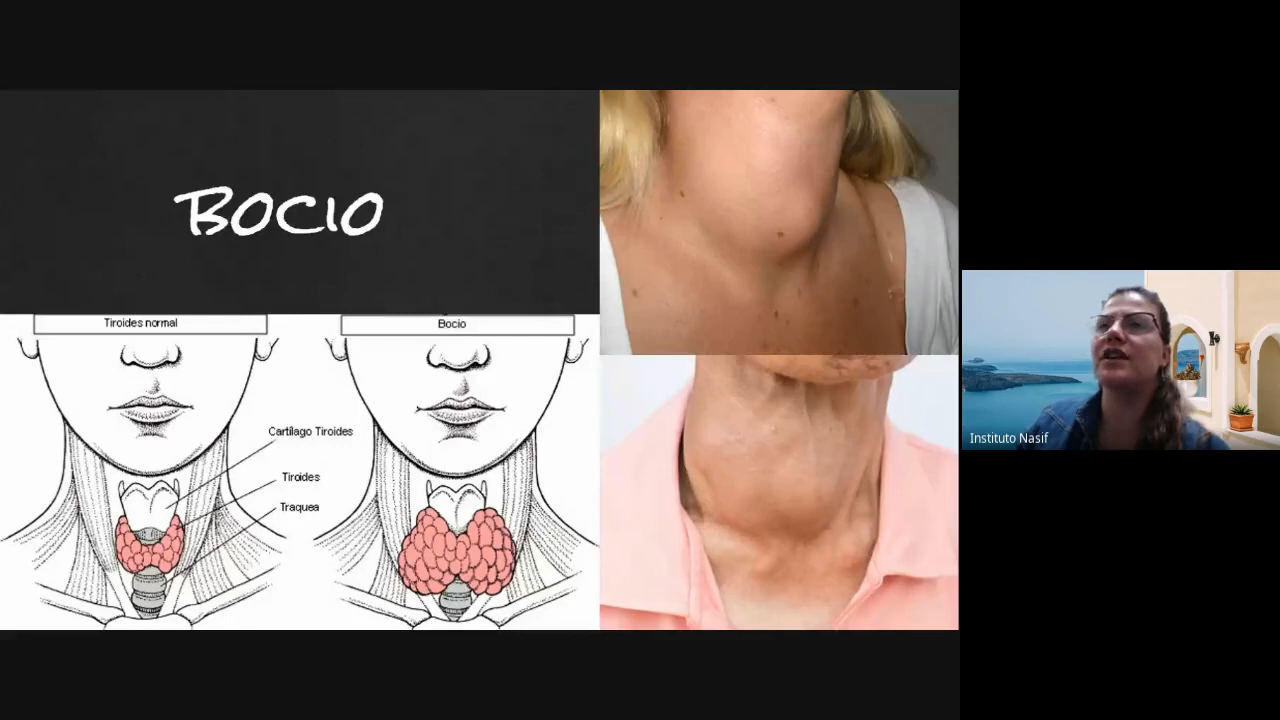 BOCIO
Tiroides normal
Bocio
Cartílago Tiroides
Tiroides
Traquea
Instituto Nasif